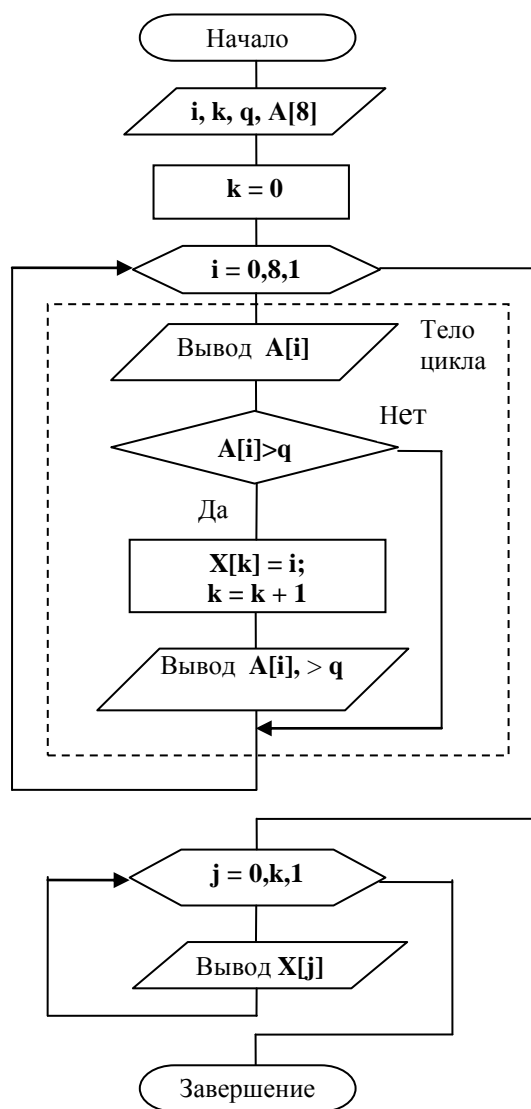 Начало
i, k, q, A[8]
k = 0
i = 0,8,1
Вывод A[i]
Тело
цикла
Нет
A[i]>q
Да
X[k] = i;
k = k + 1
Вывод A[i], > q
j = 0,k,1
Вывод X[j]
Завершение